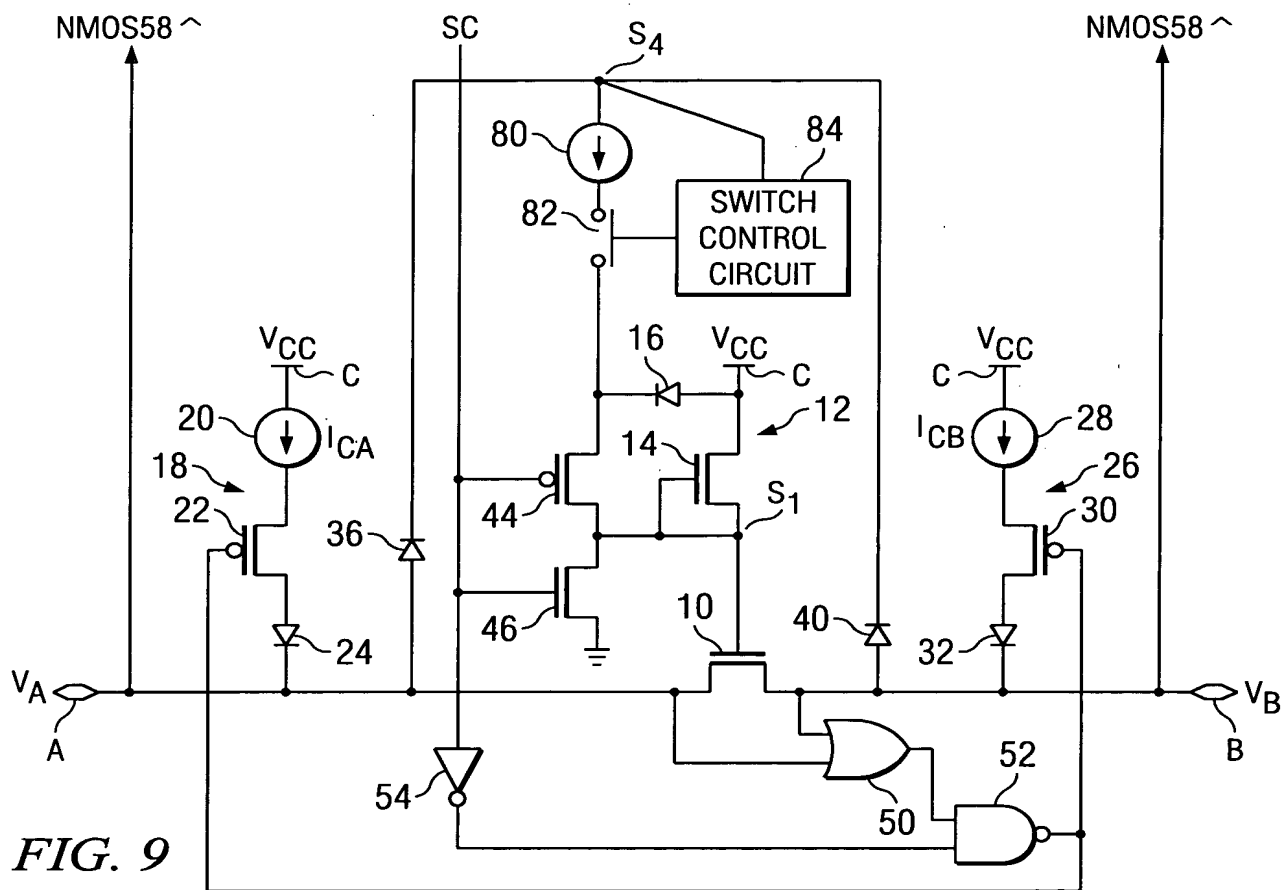 NMOS58 ^
SC
S4
NMOS58 ^
80
84
82
SWITCH
CONTROL
CIRCUIT
VCC
C
16
VCC
C
12
VCC
C
20
ICA
14
ICB
28
18
26
22
44
S1
30
36
46
10
40
24
32
VA
A
VB
B
54
50
52
FIG. 9